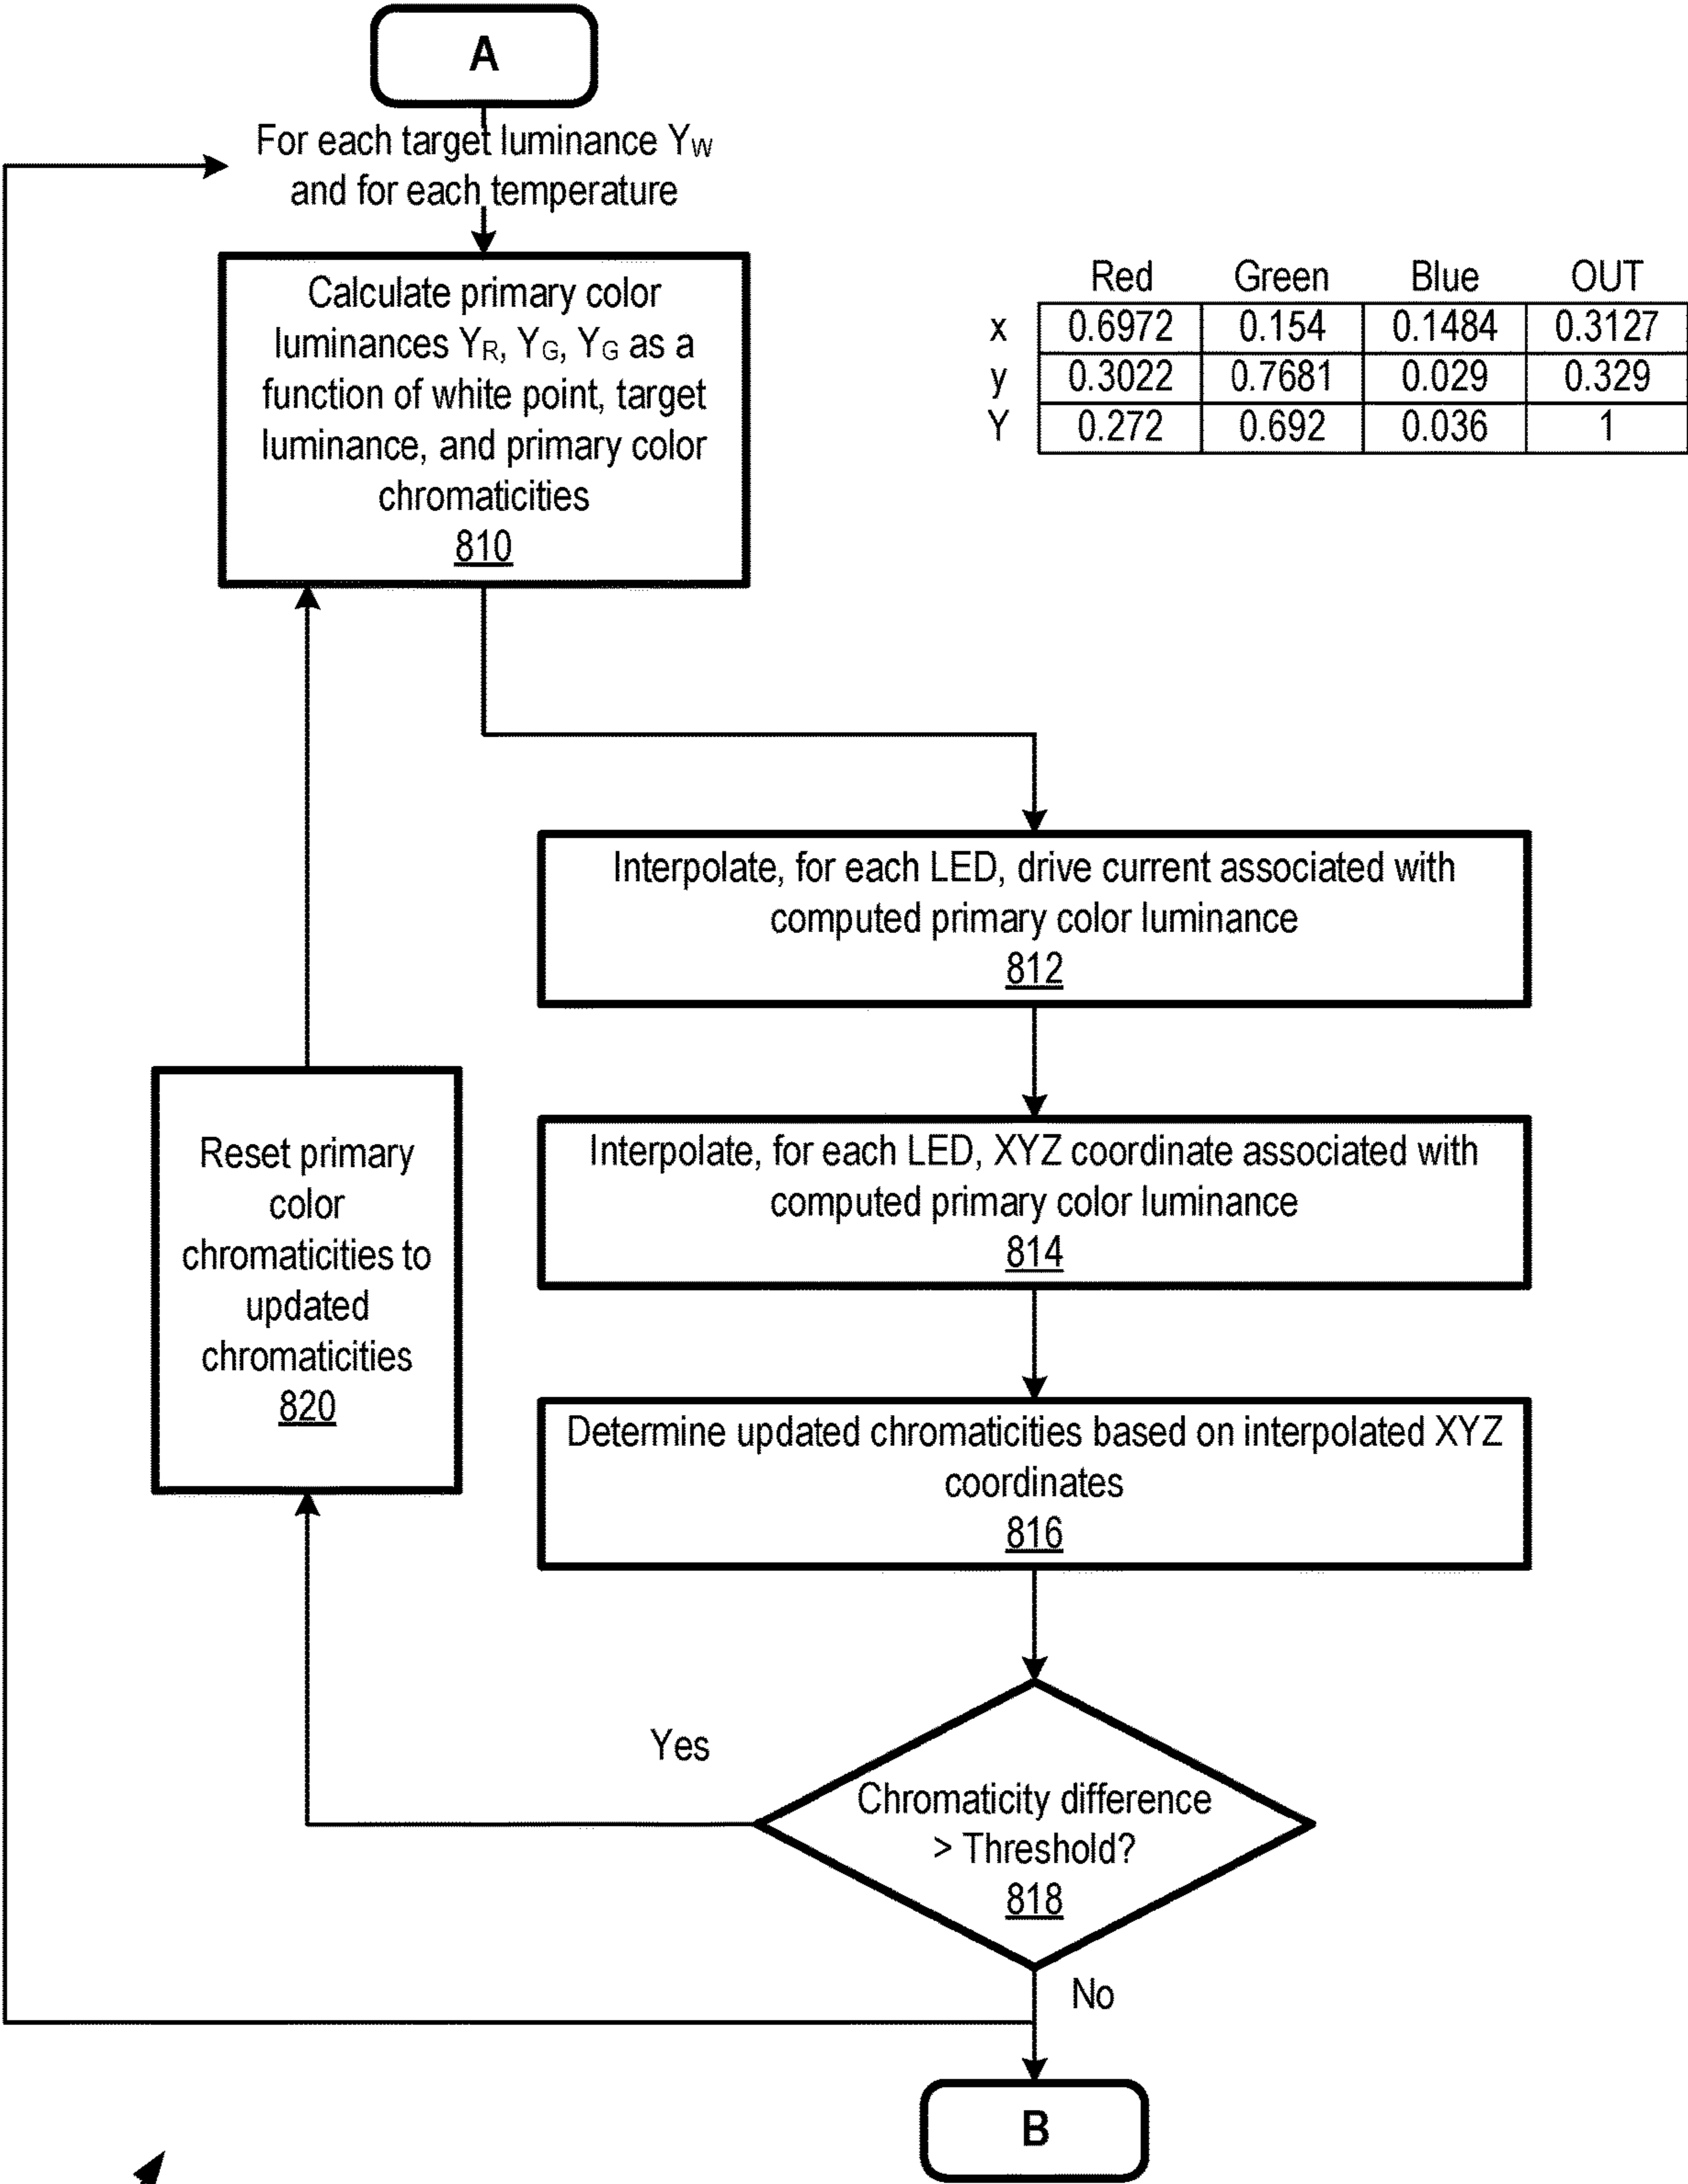 A
For each target luminance YW
and for each temperature
Calculate primary color
luminances YR, YG, YG as a
function of white point, target
luminance, and primary color
chromaticities
810
Red Green Blue OUT
x 0.6972 0.154 0.1484 0.3127
y 0.3022 0.7681 0.029 0.329
Y 0.272 0.692 0.036 1
Interpolate, for each LED, drive current associated with
computed primary color luminance
812
Interpolate, for each LED, XYZ coordinate associated with
computed primary color luminance
814
Reset primary
color
chromaticities to
updated
chromaticities
820
Determine updated chromaticities based on interpolated XYZ
coordinates
816
Yes
Chromaticity difference
> Threshold?
818
No
B